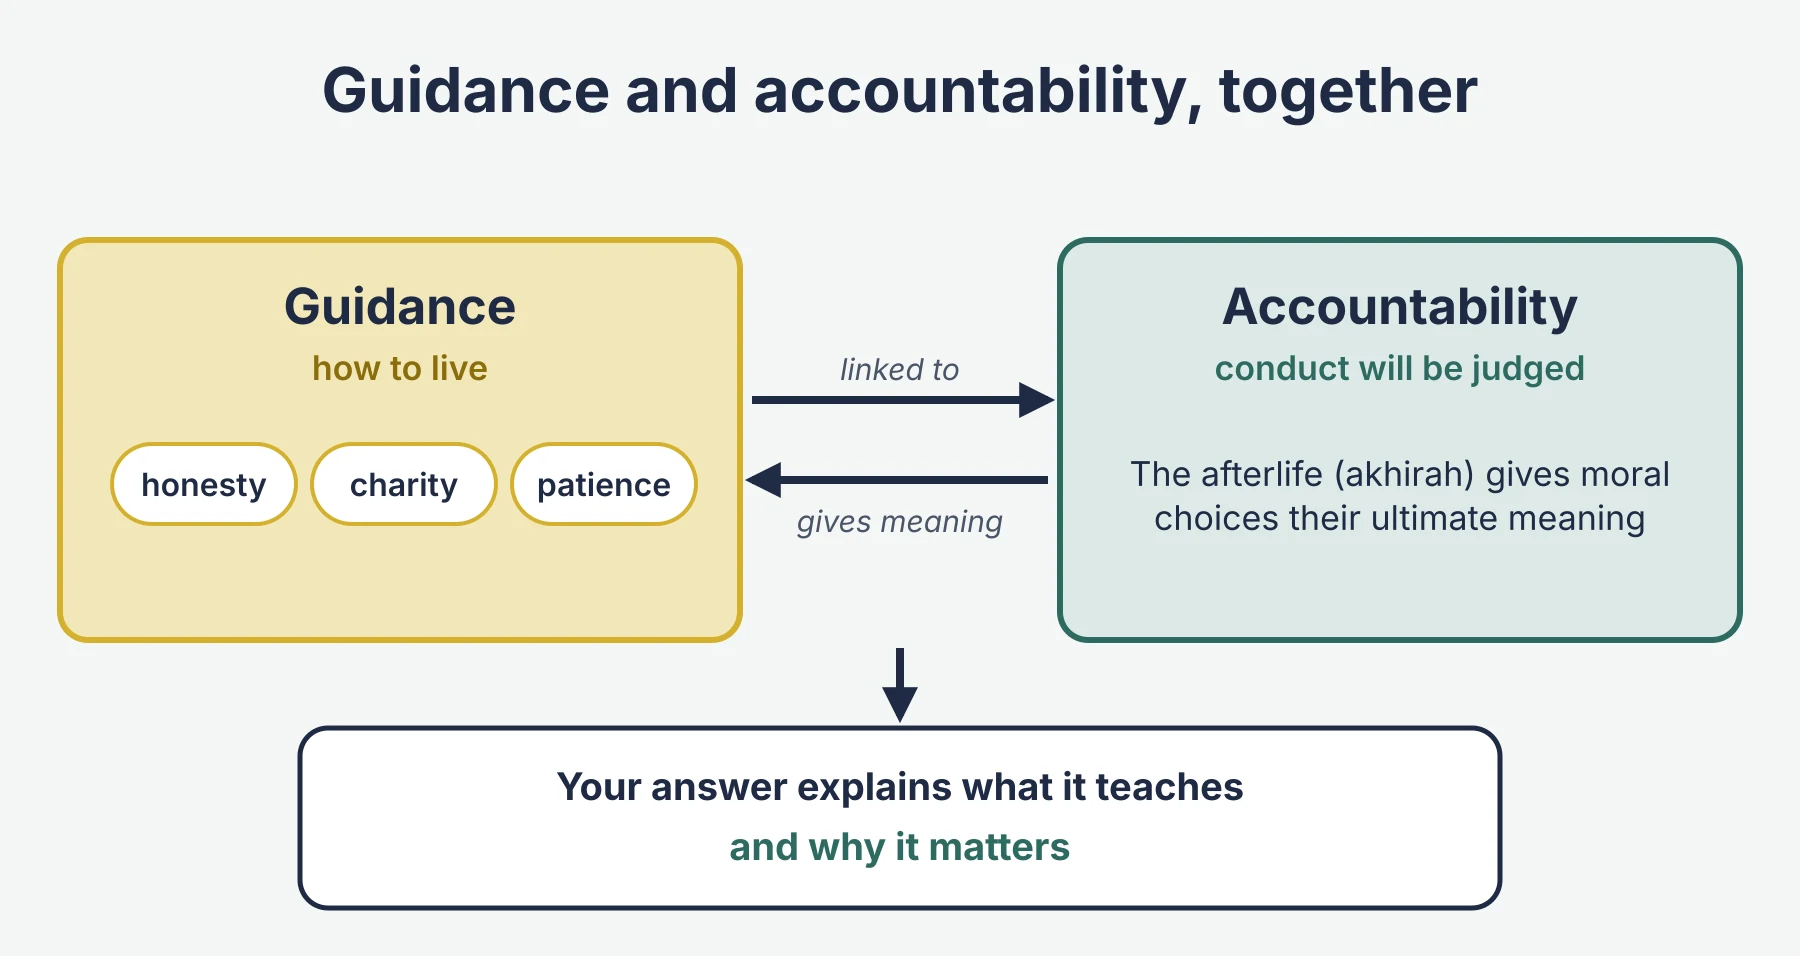 Guidance and accountability, together
Guidance
how to live
honesty
charity
patience
linked to
gives meaning
Accountability
conduct will be judged
The afterlife (akhirah) gives moral
choices their ultimate meaning
Your answer explains what it teaches
and why it matters